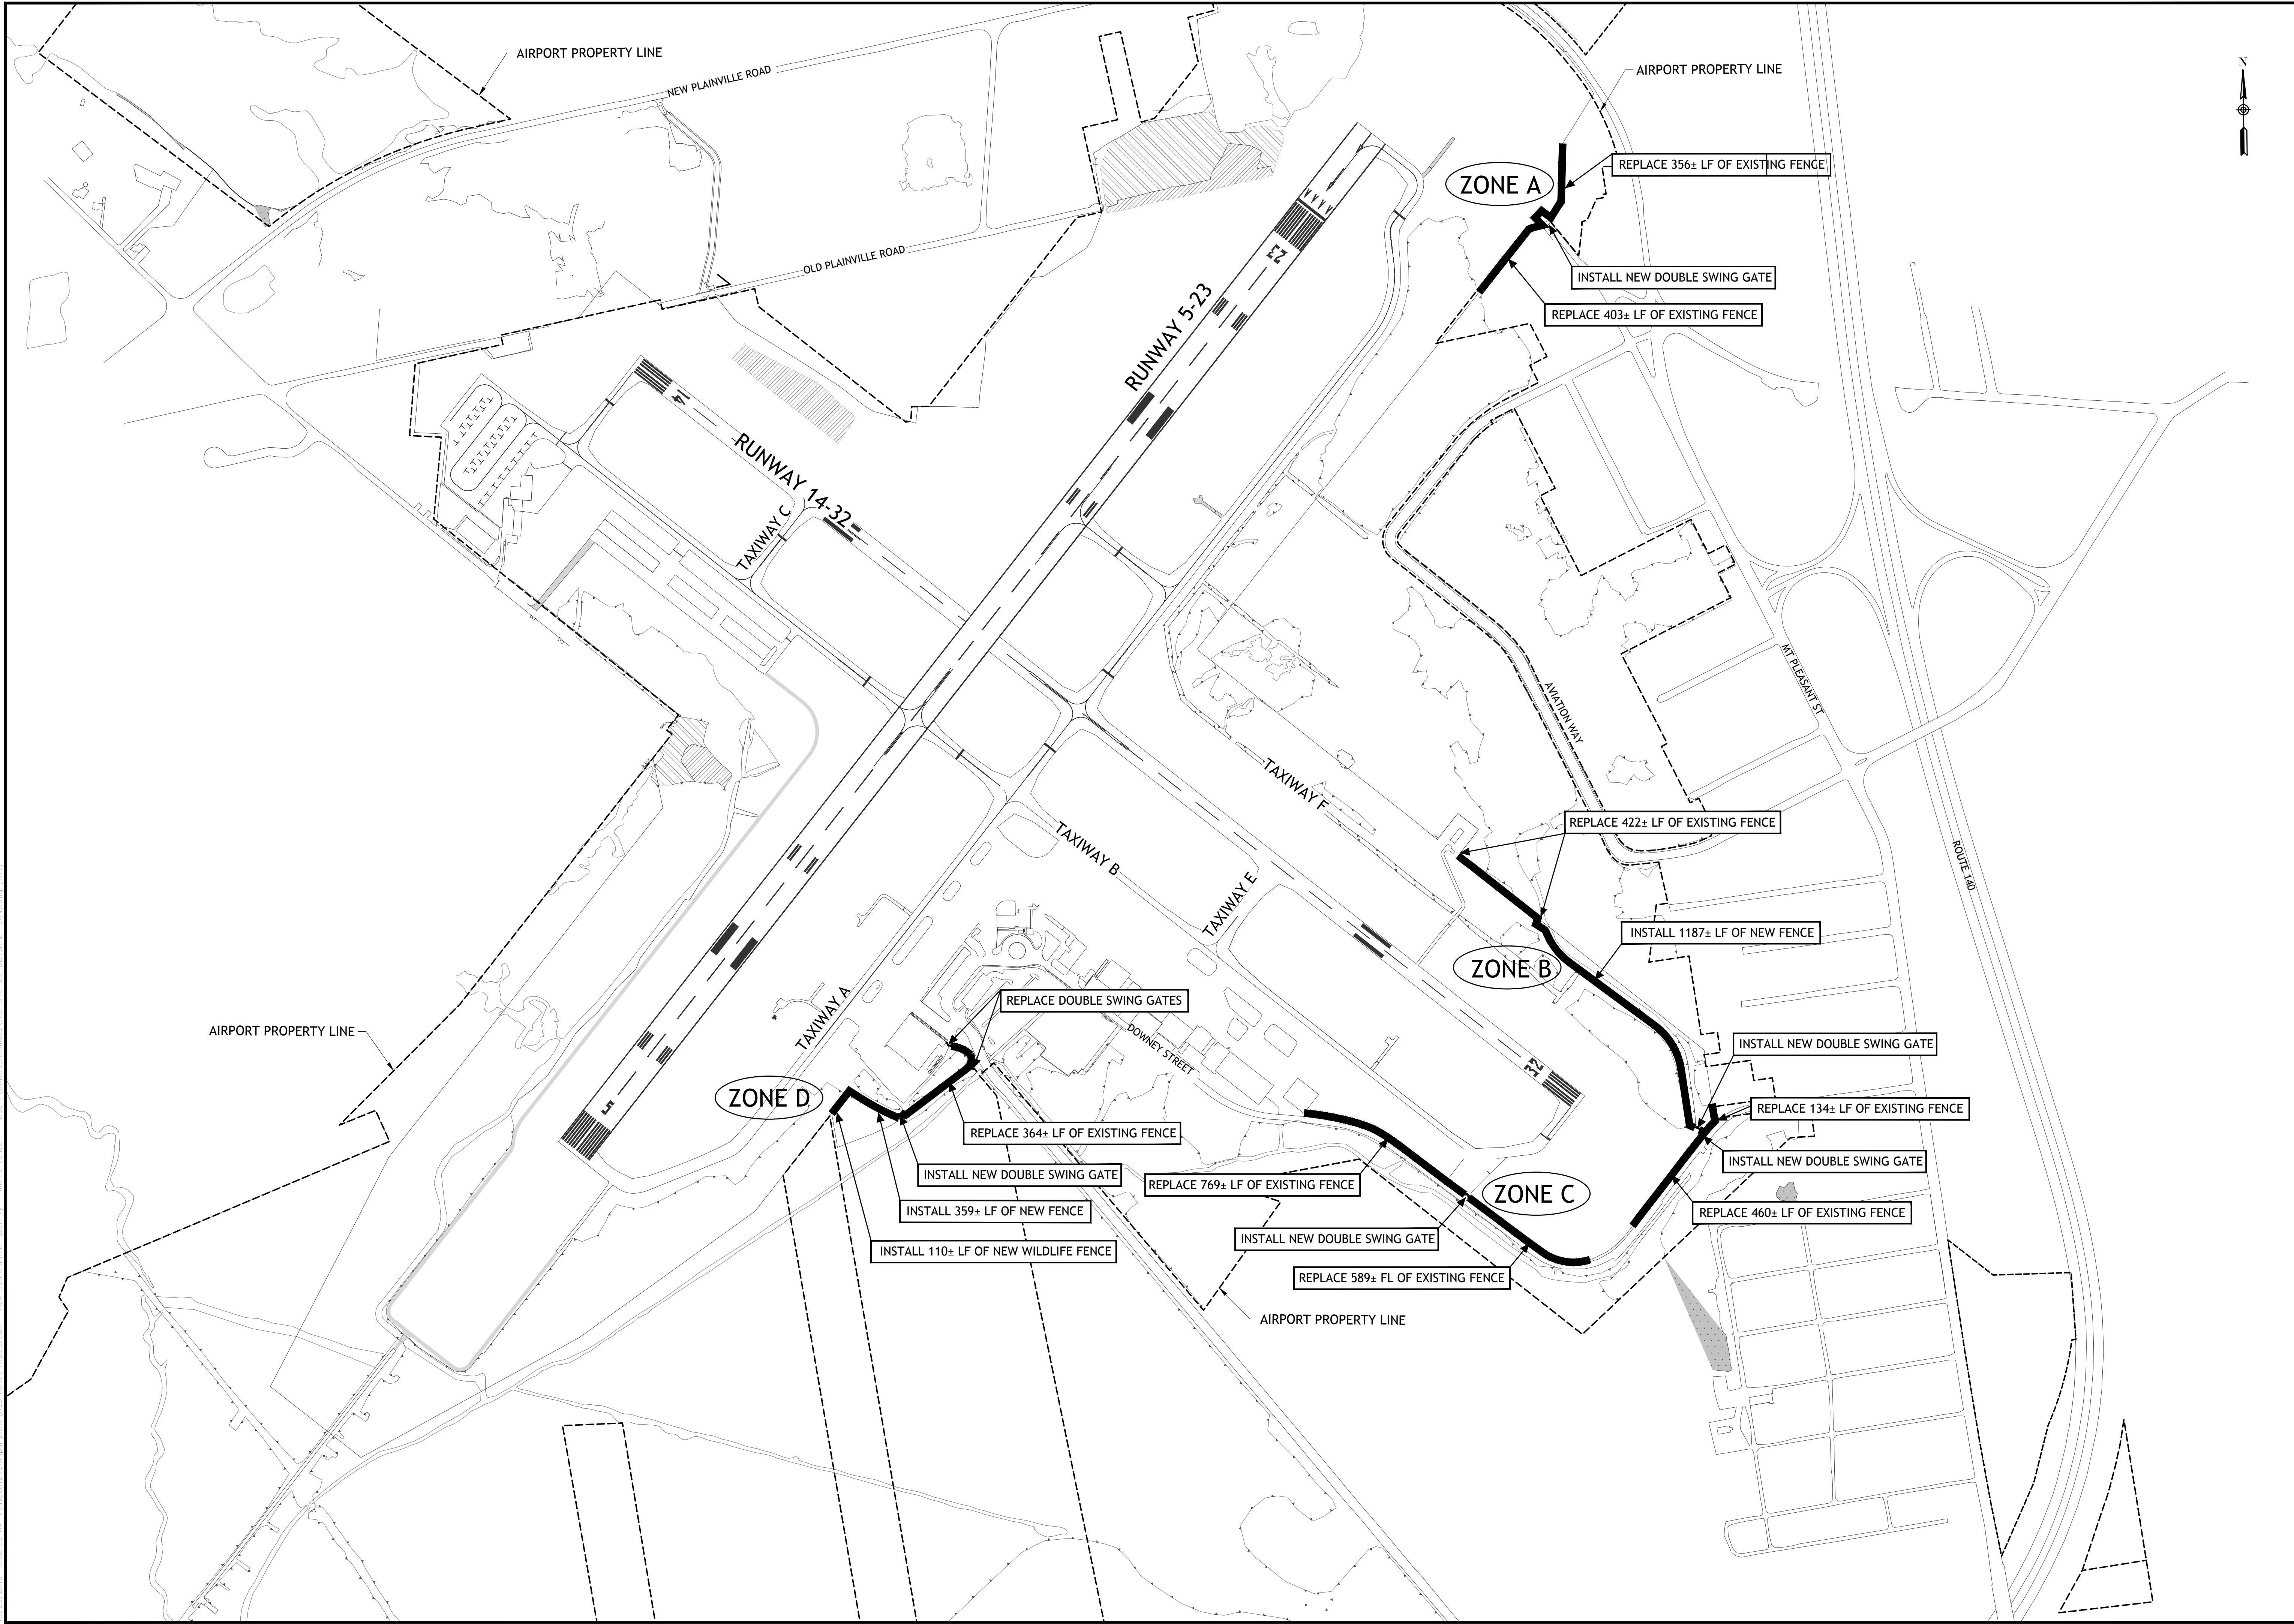 AIRPORT PROPERTY LINE
NEW PLAINVILLE ROAD
AIRPORT PROPERTY LINE
N
REPLACE 356± LF OF EXISTING FENCE
ZONE A
INSTALL NEW DOUBLE SWING GATE
REPLACE 403± LF OF EXISTING FENCE
OLD PLAINVILLE ROAD
23
RUNWAY 5-23
14
RUNWAY 14-32
TAXIWAY C
MT PLEASANT ST
AVIATION WAY
TAXIWAY F
REPLACE 422± LF OF EXISTING FENCE
TAXIWAY B
TAXIWAY E
ROUTE 140
INSTALL 1187± LF OF NEW FENCE
ZONE B
REPLACE DOUBLE SWING GATES
TAXIWAY A
AIRPORT PROPERTY LINE
DOWNEY STREET
INSTALL NEW DOUBLE SWING GATE
32
ZONE D
5
REPLACE 134± LF OF EXISTING FENCE
REPLACE 364± LF OF EXISTING FENCE
INSTALL NEW DOUBLE SWING GATE
INSTALL NEW DOUBLE SWING GATE
REPLACE 769± LF OF EXISTING FENCE
ZONE C
INSTALL 359± LF OF NEW FENCE
REPLACE 460± LF OF EXISTING FENCE
INSTALL NEW DOUBLE SWING GATE
INSTALL 110± LF OF NEW WILDLIFE FENCE
REPLACE 589± FL OF EXISTING FENCE
AIRPORT PROPERTY LINE